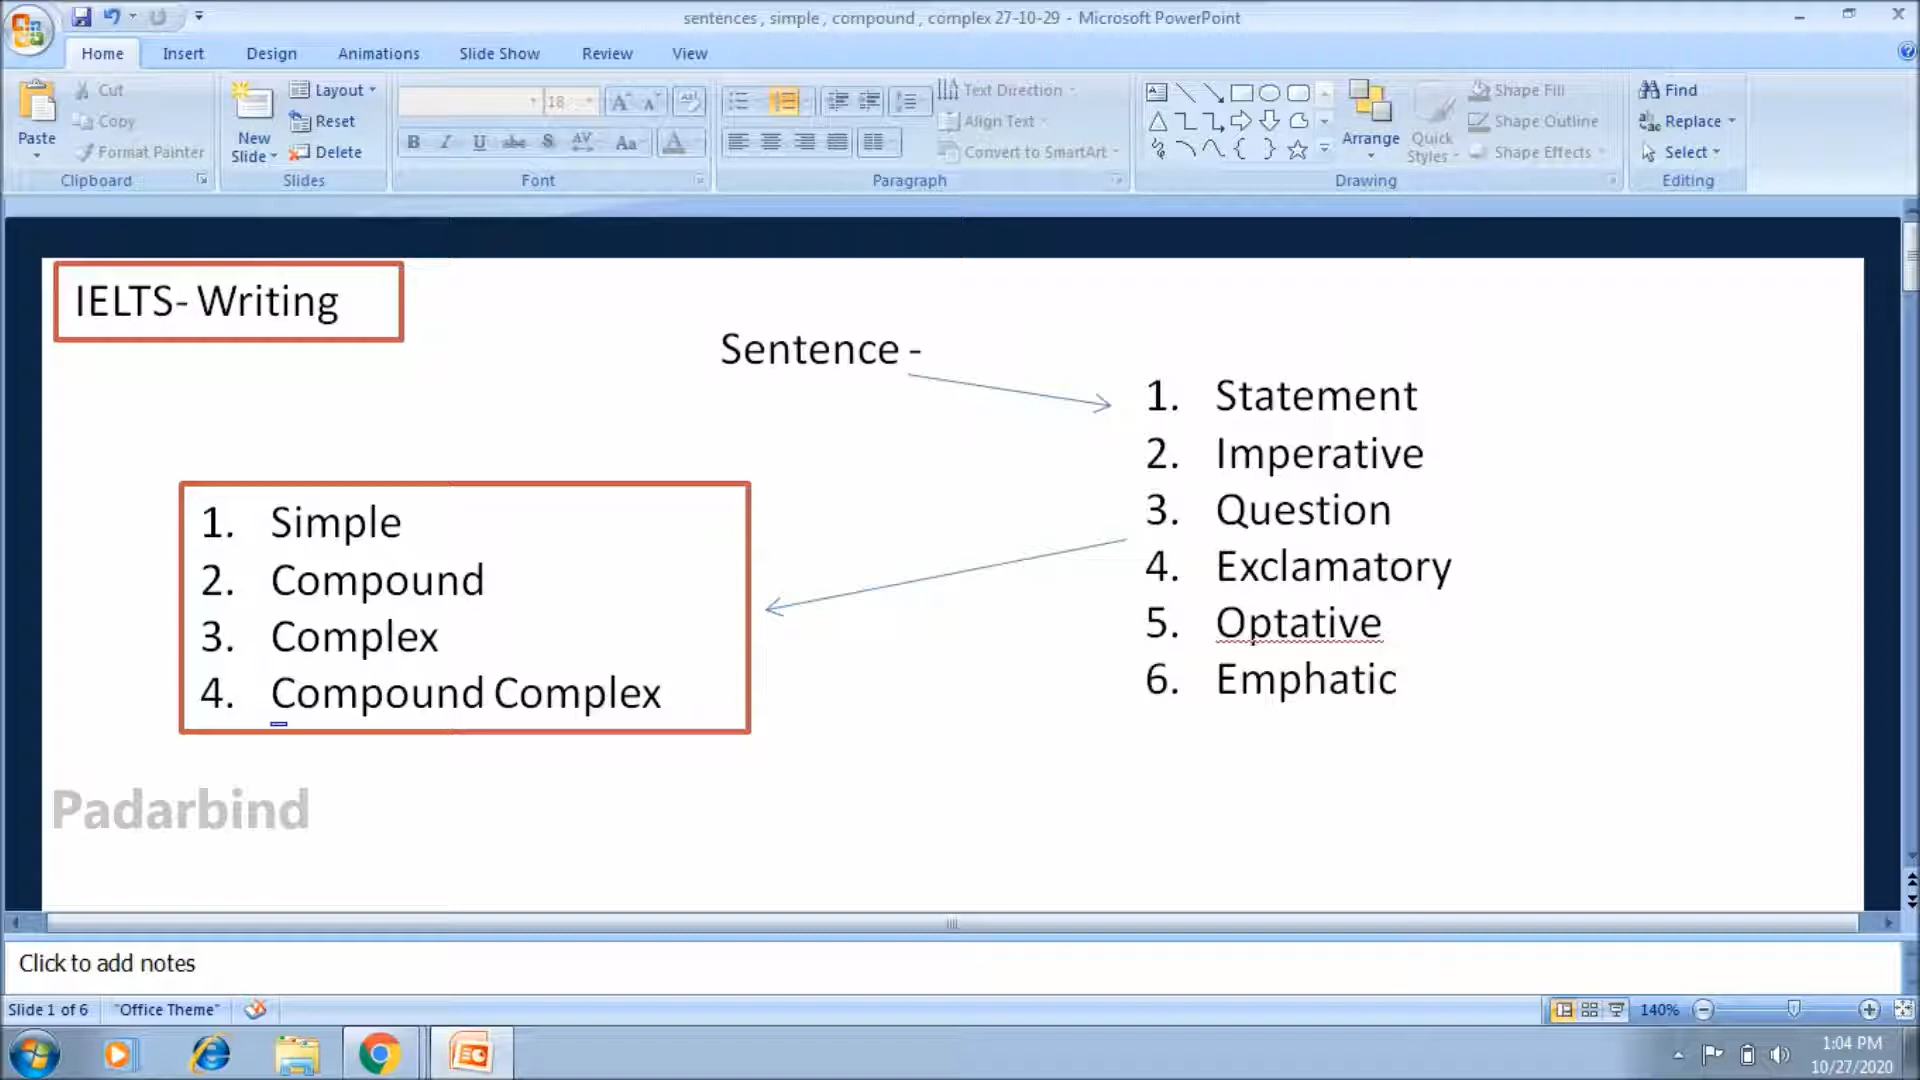 sentences , simple , compound , complex 27-10-29 - Microsoft PowerPoint
Home Insert Design Animations Slide Show Review View
Paste
Cut
Copy
Format Painter
Clipboard
New Slide
Layout
Reset
Delete
Slides
18
Font
Paragraph
Text Direction
Align Text
Convert to SmartArt
Arrange
Quick Styles
Shape Fill
Shape Outline
Shape Effects
Drawing
Find
Replace
Select
Editing
IELTS- Writing
Sentence -
1. Statement
2. Imperative
3. Question
4. Exclamatory
5. Optative
6. Emphatic
1. Simple
2. Compound
3. Complex
4. Compound Complex
Padarbind
Click to add notes
Slide 1 of 6 "Office Theme" 140%
1:04 PM
10/27/2020